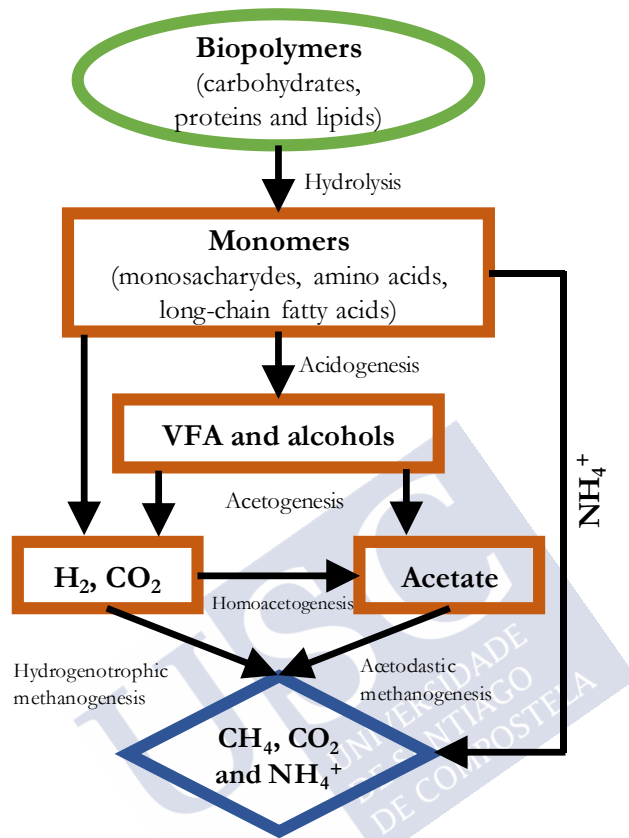 Biopolymers
(carbohydrates,
proteins and lipids)
Hydrolysis
Monomers
(monosacharydes, amino acids,
long-chain fatty acids)
Acidogenesis
VFA and alcohols
Acetogenesis
NH₄⁺
H₂, CO₂
Acetate
Homoacetogenesis
Hydrogenotrophic
methanogenesis
Acetodastic
methanogenesis
CH₄, CO₂
and NH₄⁺
USC
UNIVERSIDADE
DE SANTIAGO
DE COMPOSTELA